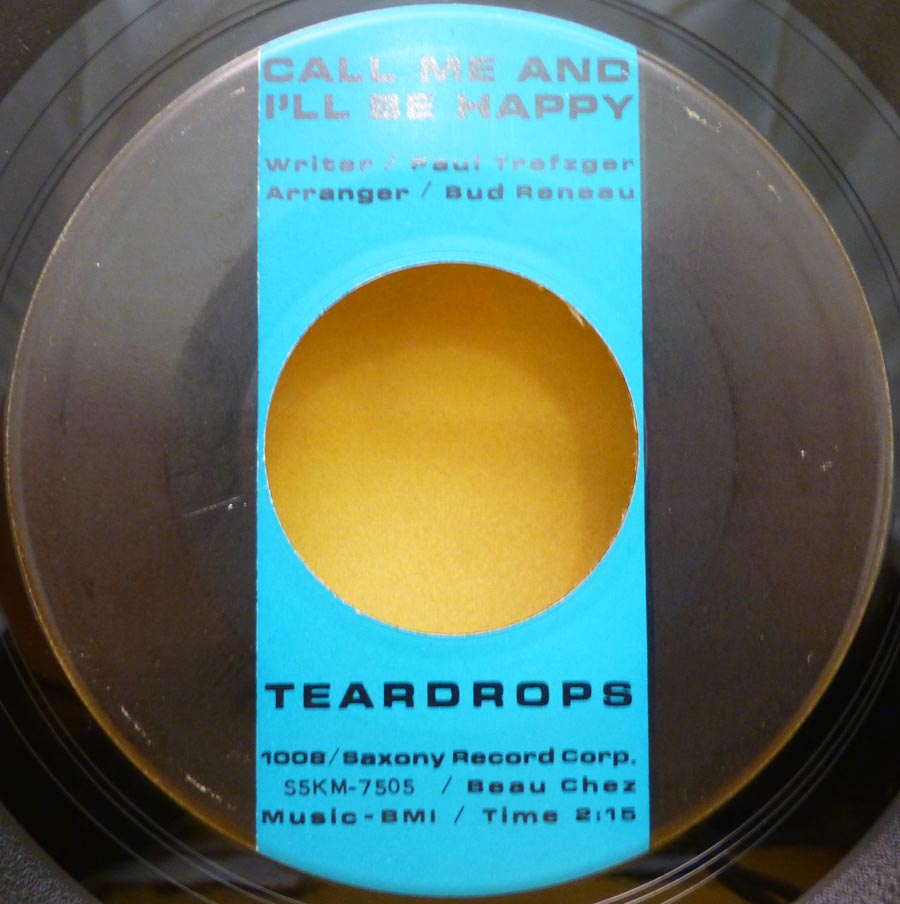 CALL ME AND
I'LL BE HAPPY
Writer / Paul Trefzger
Arranger / Bud Reneau
TEARDROPS
1008/Saxony Record Corp.
S5KM-7505 / Beau Chez
Music-BMI / Time 2:15